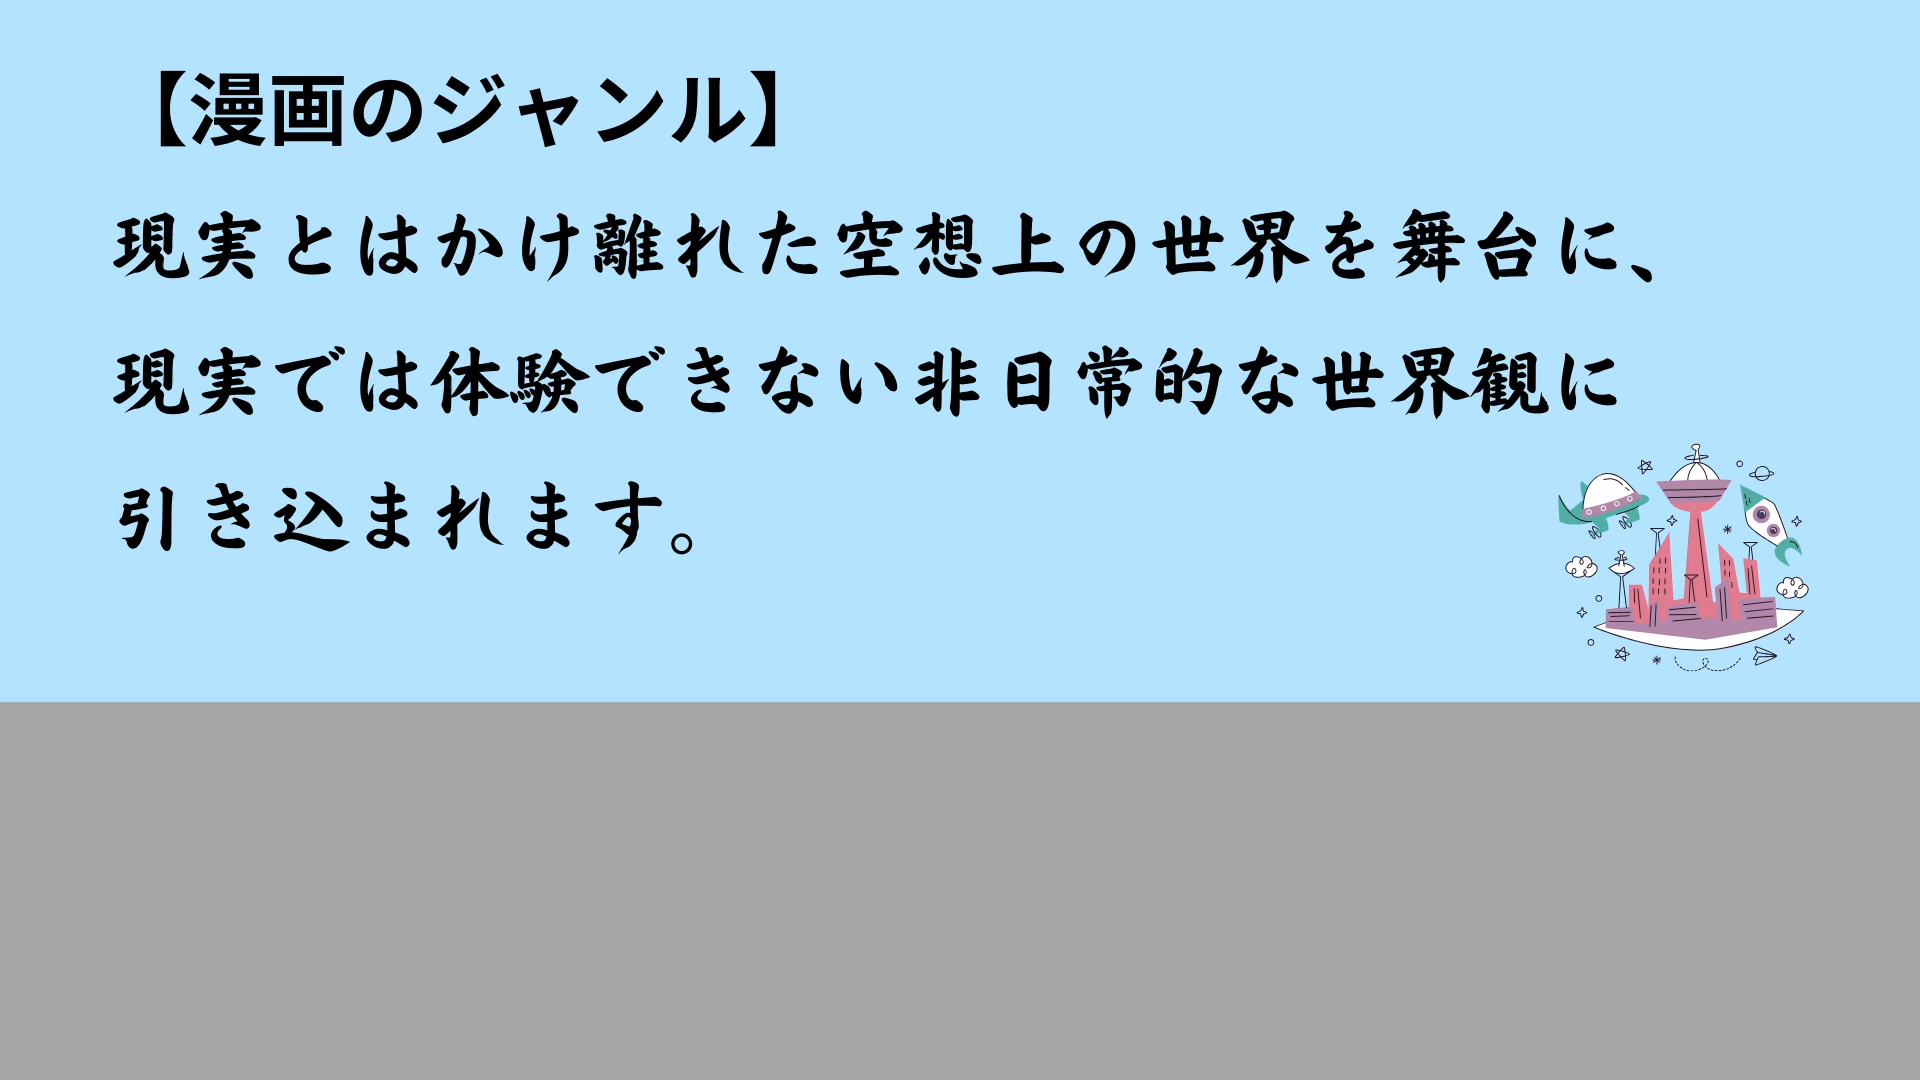 【漫画のジャンル】
現実とはかけ離れた空想上の世界を舞台に、
現実では体験できない非日常的な世界観に
引き込まれます。